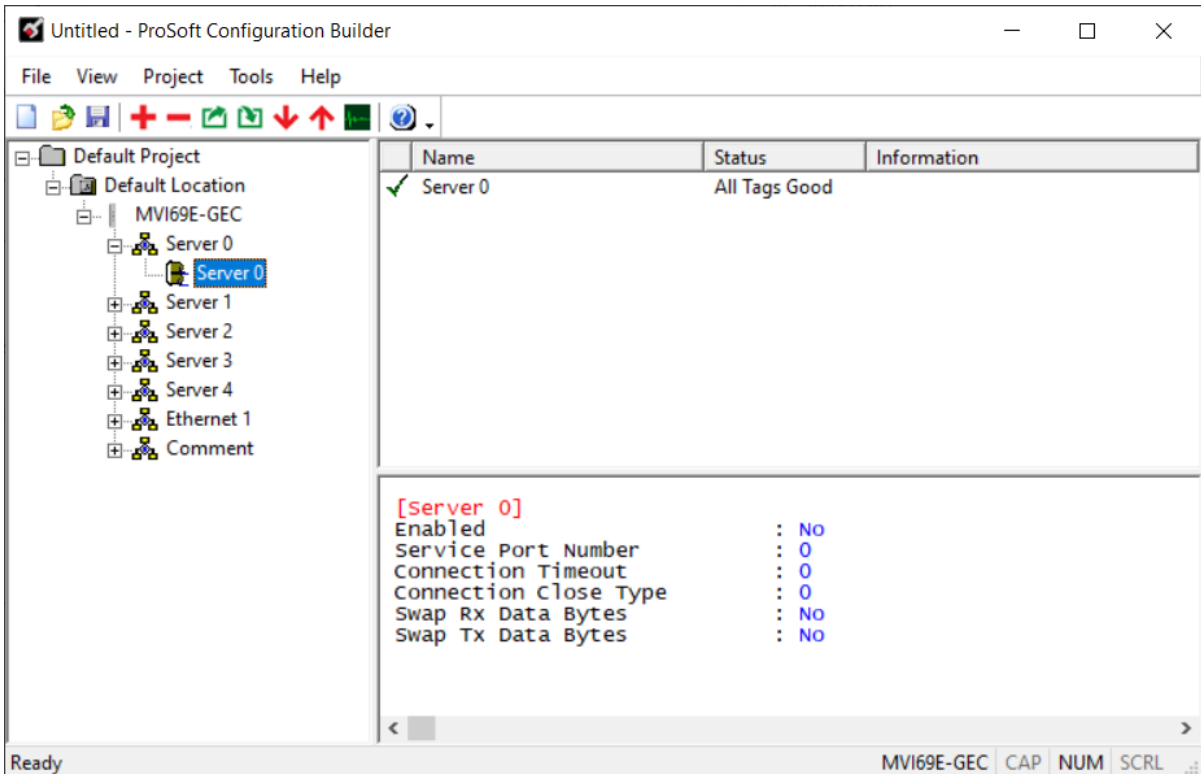 Untitled - ProSoft Configuration Builder
File View Project Tools Help
Default Project
Default Location
MVI69E-GEC
Server 0
Server 0
Server 1
Server 2
Server 3
Server 4
Ethernet 1
Comment
Name Status Information
Server 0 All Tags Good
[Server 0]
Enabled : No
Service Port Number : 0
Connection Timeout : 0
Connection Close Type : 0
Swap Rx Data Bytes : No
Swap Tx Data Bytes : No
Ready MVI69E-GEC CAP NUM SCRL